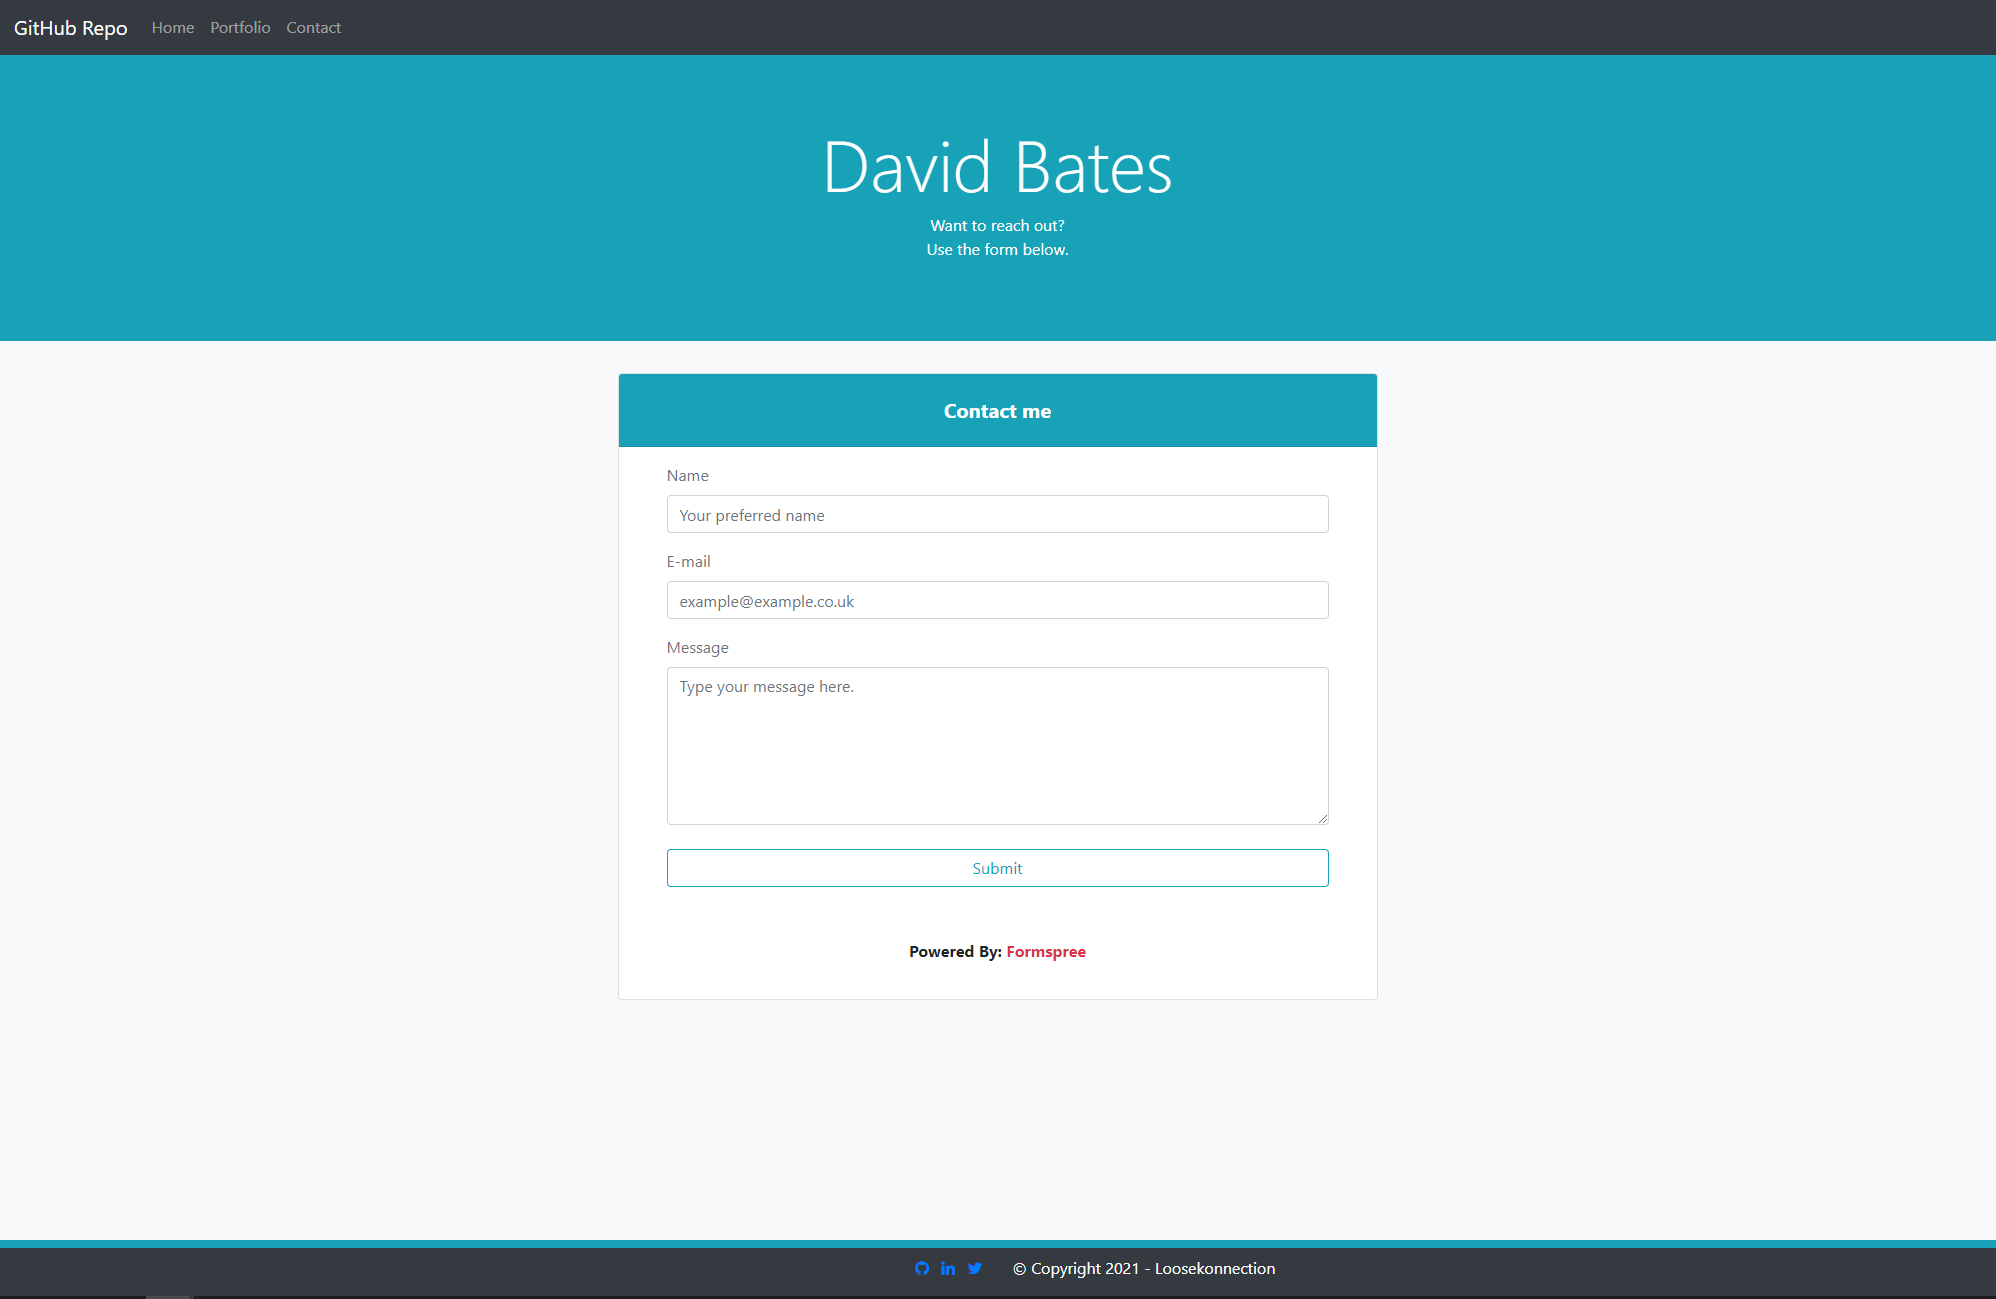 GitHub Repo Home Portfolio Contact
David Bates
Want to reach out?
Use the form below.
Contact me
Name
Your preferred name
E-mail
example@example.co.uk
Message
Type your message here.
Submit
Powered By: Formspree
© Copyright 2021 - Loosekonnection